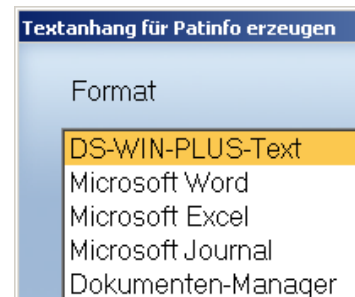 Textanhang für Patinfo erzeugen
Format
DS-WIN-PLUS-Text
Microsoft Word
Microsoft Excel
Microsoft Journal
Dokumenten-Manager